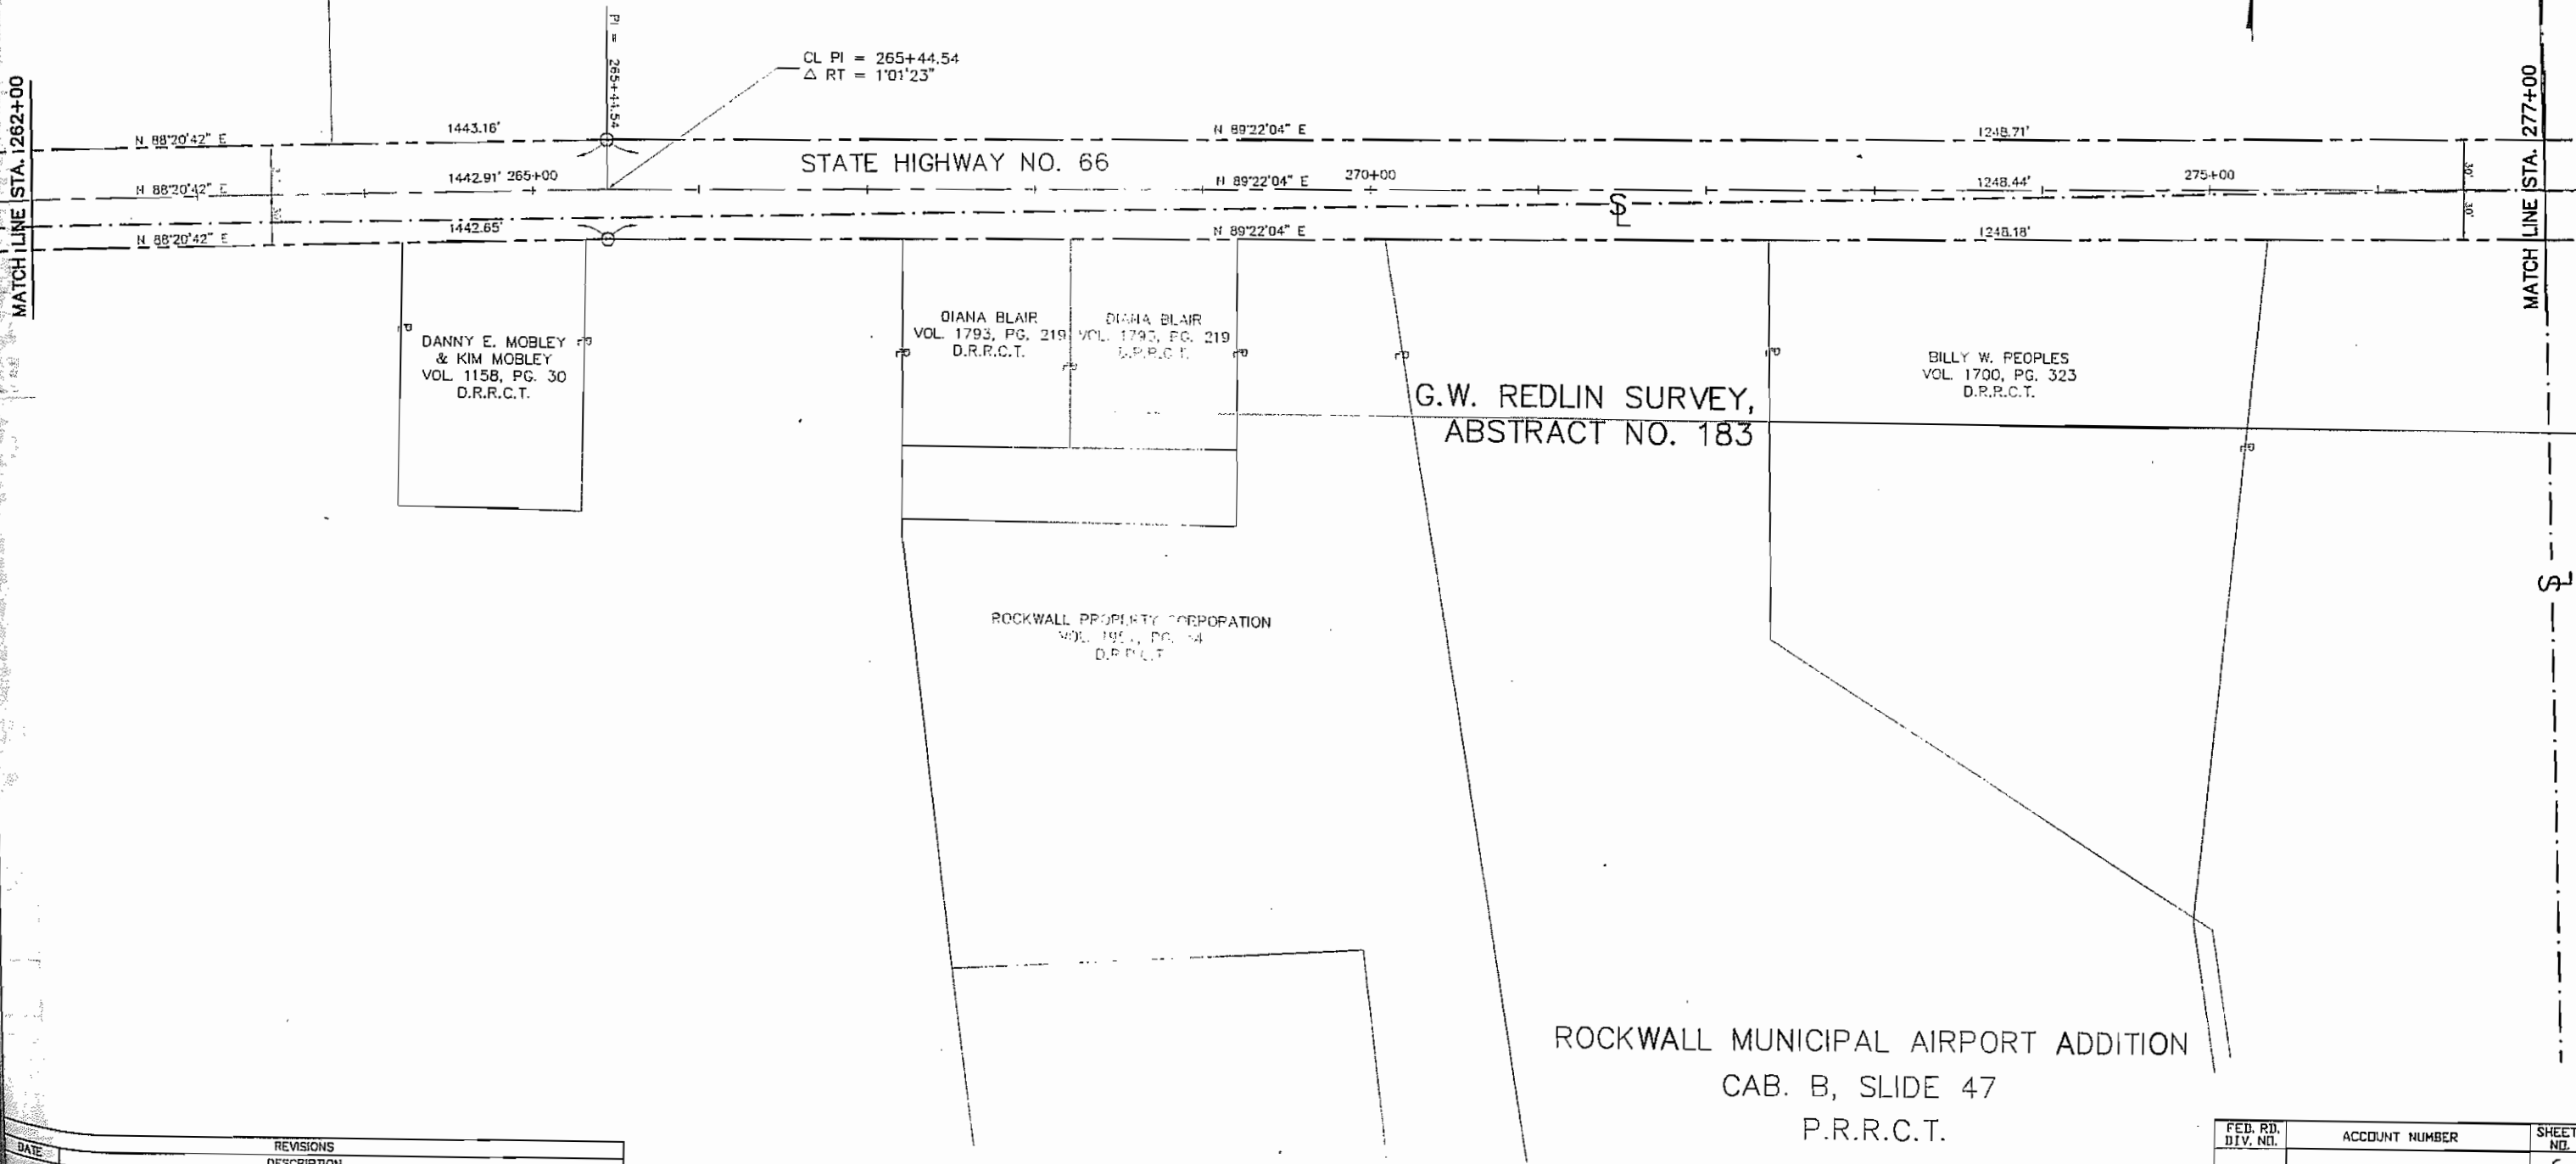 PI = 265+44.54
CL PI = 265+44.54
Δ RT = 1°01'23"
MATCH LINE STA. 262+00
MATCH LINE STA. 277+00
N 88°20'42" E
1443.16'
N 89°22'04" E
1248.71'
STATE HIGHWAY NO. 66
N 88°20'42" E
1442.91'
265+00
N 89°22'04" E
270+00
1248.44'
275+00
30'
30'
N 88°20'42" E
1442.65'
N 89°22'04" E
1248.18'
DANNY E. MOBLEY
& KIM MOBLEY
VOL. 1158, PG. 30
D.R.R.C.T.
DIANA BLAIR
VOL. 1793, PG. 219
D.R.R.C.T.
DIANA BLAIR
VOL. 1793, PG. 219
D.R.R.C.T.
G.W. REDLIN SURVEY,
ABSTRACT NO. 183
BILLY W. PEOPLES
VOL. 1700, PG. 323
D.R.R.C.T.
ROCKWALL PROPERTY CORPORATION
D.R.R.C.T.
ROCKWALL MUNICIPAL AIRPORT ADDITION
CAB. B, SLIDE 47
P.R.R.C.T.
REVISIONS
DATE
DESCRIPTION
FED. RD.
DIV. NO.
ACCOUNT NUMBER
SHEET
NO.